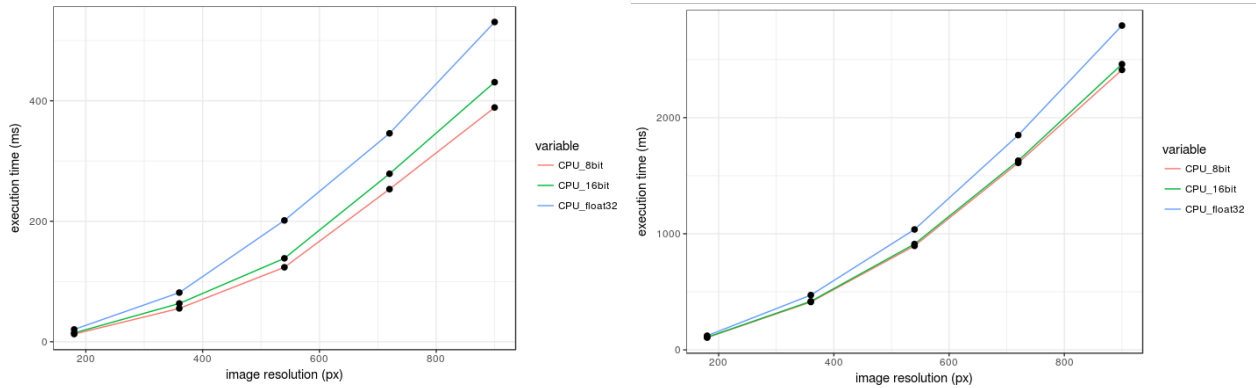 execution time (ms)
400
200
0
200
400
600
800
image resolution (px)
variable
CPU_8bit
CPU_16bit
CPU_float32
execution time (ms)
2000
1000
0
200
400
600
800
image resolution (px)
variable
CPU_8bit
CPU_16bit
CPU_float32